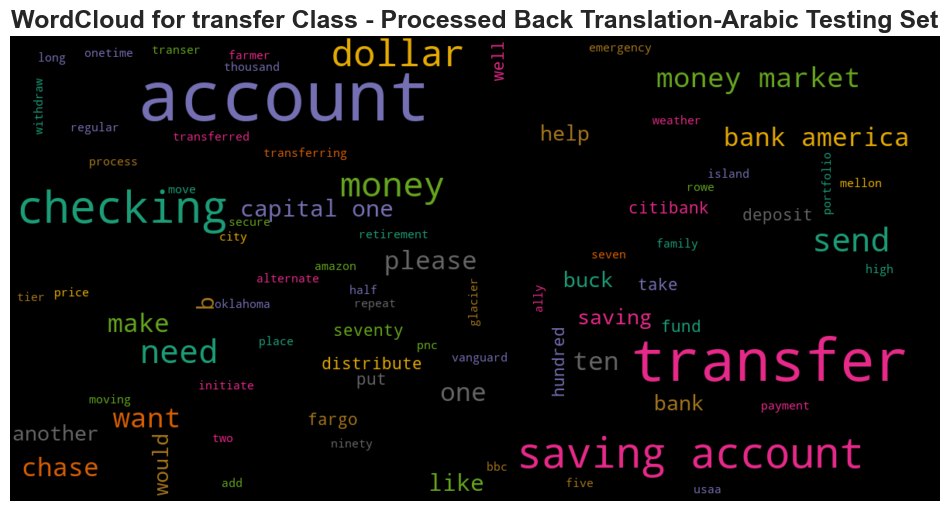 WordCloud for transfer Class - Processed Back Translation-Arabic Testing Set
long
onetime
transer
farmer
thousand
dollar
well
emergency
money market
withdraw
account
regular
transferred
weather
help
bank america
process
transferring
island
rowe
portfolio
mellon
checking
move
money
capital one
secure
city
retirement
citibank
deposit
send
family
seven
high
please
amazon
alternate
half
repeat
buck
take
tier
price
b
oklahoma
glacier
ally
make
seventy
saving
fund
need
place
pnc
distribute
vanguard
hundred
ten
transfer
put
initiate
one
moving
want
fargo
bank
payment
another
would
two
ninety
saving account
chase
bbc
add
like
five
usaa